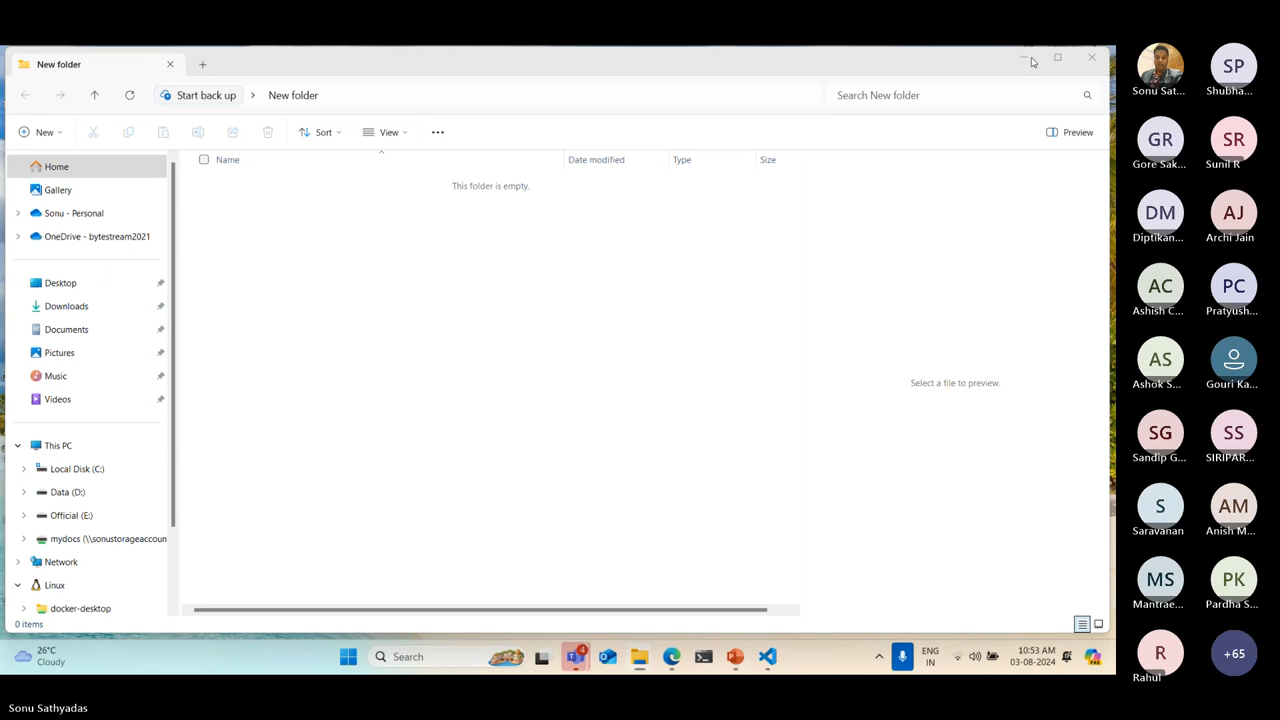 New folder
Start back up
New folder
Search New folder
New
Sort
View
Preview
Home
Gallery
Sonu - Personal
OneDrive - bytestream2021
Desktop
Downloads
Documents
Pictures
Music
Videos
This PC
Local Disk (C:)
Data (D:)
Official (E:)
mydocs (\\sonustorageaccoun
Network
Linux
docker-desktop
Name
Date modified
Type
Size
This folder is empty.
Select a file to preview.
0 items
26°C
Cloudy
Search
4
ENG
IN
10:53 AM
03-08-2024
Sonu Sat...
SP
Shubha...
GR
Gore Sak...
SR
Sunil R
DM
Diptikan...
AJ
Archi Jain
AC
Ashish C...
PC
Pratyush...
AS
Ashok S...
Gouri Ka...
SG
Sandip G...
SS
SIRIPAR...
S
Saravanan
AM
Anish M...
MS
Mantrae...
PK
Pardha S...
R
Rahul
+65
Sonu Sathyadas